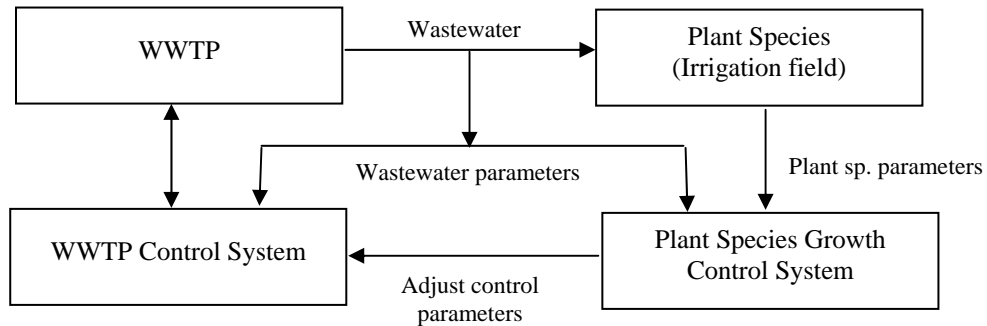 WWTP
Wastewater
Plant Species
(Irrigation field)
Wastewater parameters
Plant sp. parameters
WWTP Control System
Plant Species Growth
Control System
Adjust control
parameters